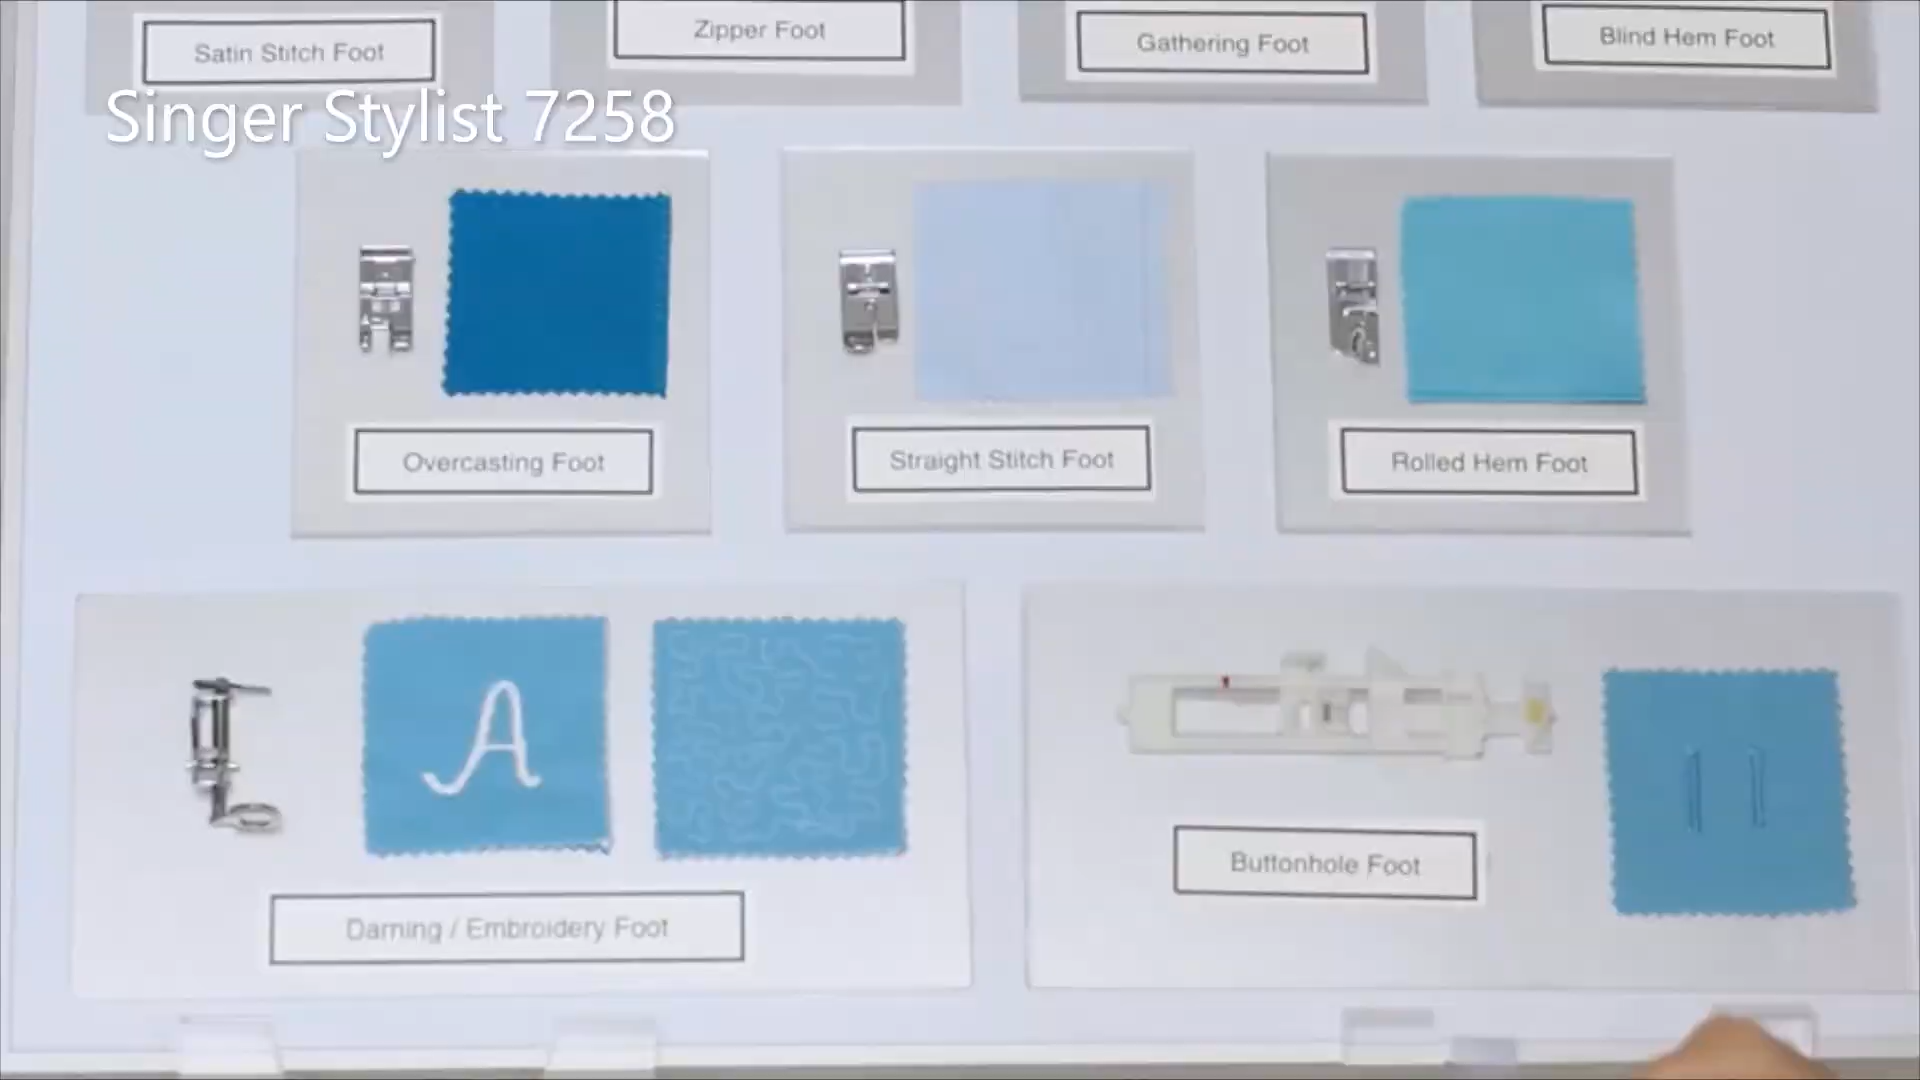 Satin Stitch Foot
Zipper Foot
Gathering Foot
Blind Hem Foot
Singer Stylist 7258
Overcasting Foot
Straight Stitch Foot
Rolled Hem Foot
A
Darning / Embroidery Foot
Buttonhole Foot